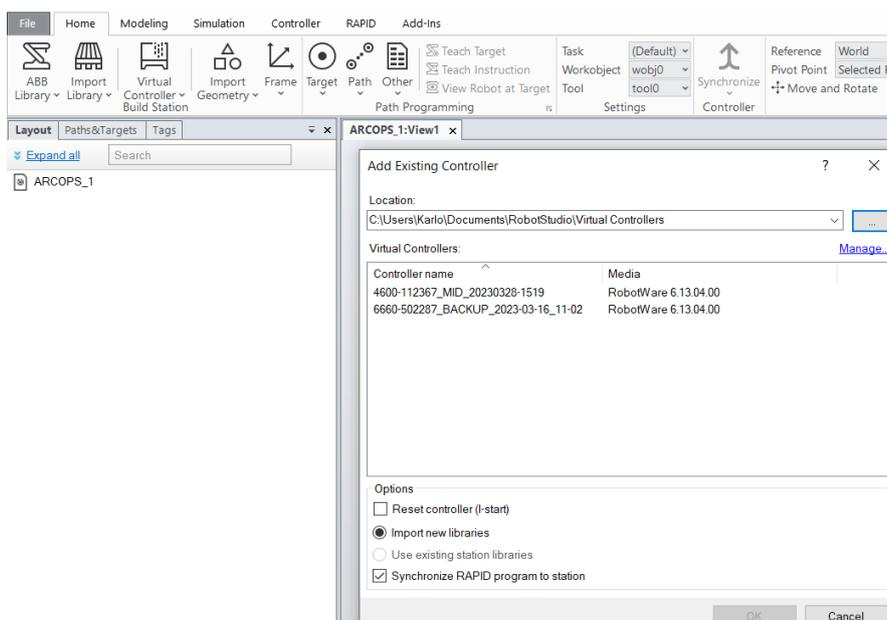 File Home Modeling Simulation Controller RAPID Add-Ins
ABB Library
Import Library
Virtual Controller
Build Station
Import Geometry
Frame
Target
Path
Other
Teach Target
Teach Instruction
View Robot at Target
Path Programming
Task (Default)
Workobject wobj0
Tool tool0
Settings
Synchronize
Controller
Reference World
Pivot Point Selected
Move and Rotate
Layout Paths&Targets Tags
Expand all Search
ARCOPS_1
ARCOPS_1:View1
Add Existing Controller ?
Location:
C:\Users\Karlo\Documents\RobotStudio\Virtual Controllers ...
Virtual Controllers: Manage..
Controller name Media
4600-112367_MID_20230328-1519 RobotWare 6.13.04.00
6660-502287_BACKUP_2023-03-16_11-02 RobotWare 6.13.04.00
Options
Reset controller (I-start)
Import new libraries
Use existing station libraries
Synchronize RAPID program to station
OK Cancel